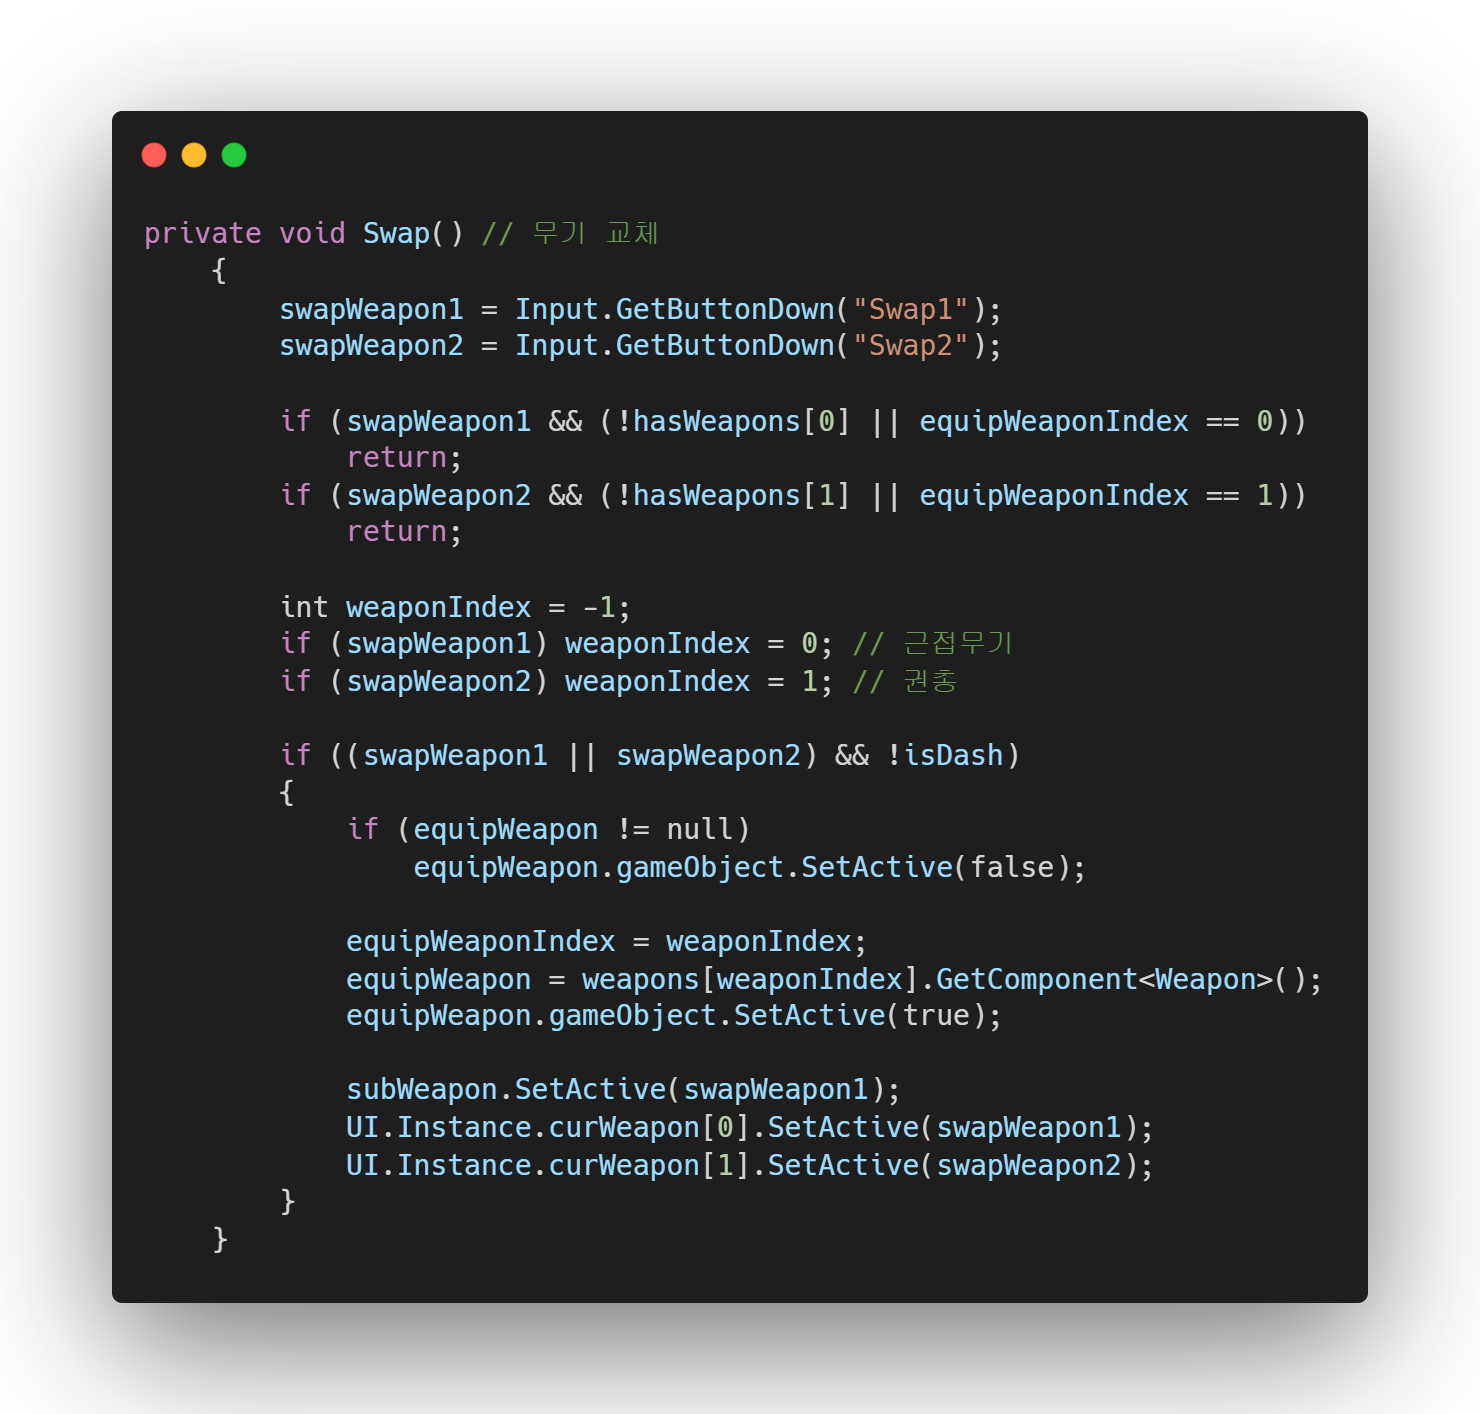 private void Swap() // 무기 교체
    {
        swapWeapon1 = Input.GetButtonDown("Swap1");
        swapWeapon2 = Input.GetButtonDown("Swap2");

        if (swapWeapon1 && (!hasWeapons[0] || equipWeaponIndex == 0))
            return;
        if (swapWeapon2 && (!hasWeapons[1] || equipWeaponIndex == 1))
            return;

        int weaponIndex = -1;
        if (swapWeapon1) weaponIndex = 0; // 근접무기
        if (swapWeapon2) weaponIndex = 1; // 권총

        if ((swapWeapon1 || swapWeapon2) && !isDash)
        {
            if (equipWeapon != null)
                equipWeapon.gameObject.SetActive(false);

            equipWeaponIndex = weaponIndex;
            equipWeapon = weapons[weaponIndex].GetComponent<Weapon>();
            equipWeapon.gameObject.SetActive(true);

            subWeapon.SetActive(swapWeapon1);
            UI.Instance.curWeapon[0].SetActive(swapWeapon1);
            UI.Instance.curWeapon[1].SetActive(swapWeapon2);
        }
    }